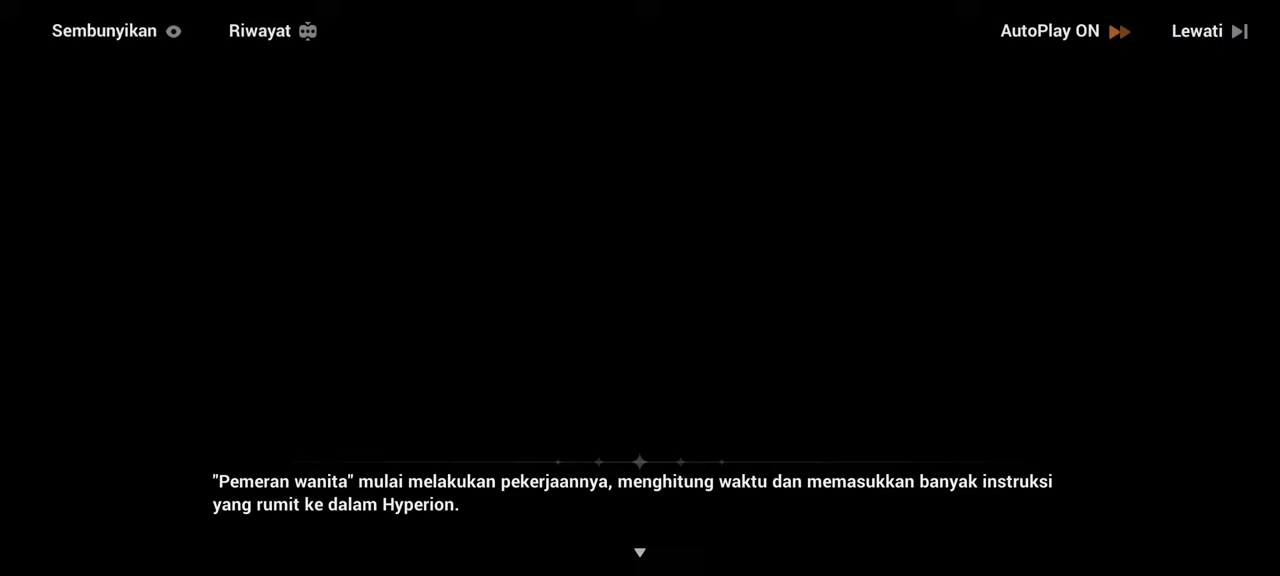 Sembunyikan Riwayat AutoPlay ON Lewati
"Pemeran wanita" mulai melakukan pekerjaannya, menghitung waktu dan memasukkan banyak instruksi
yang rumit ke dalam Hyperion.